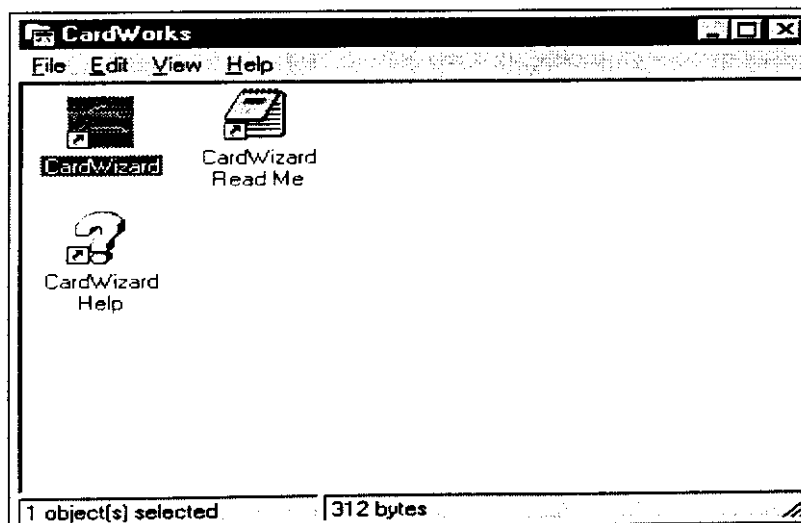 CardWorks
File Edit View Help
CardWizard
CardWizard
Read Me
CardWizard
Help
1 object(s) selected
312 bytes